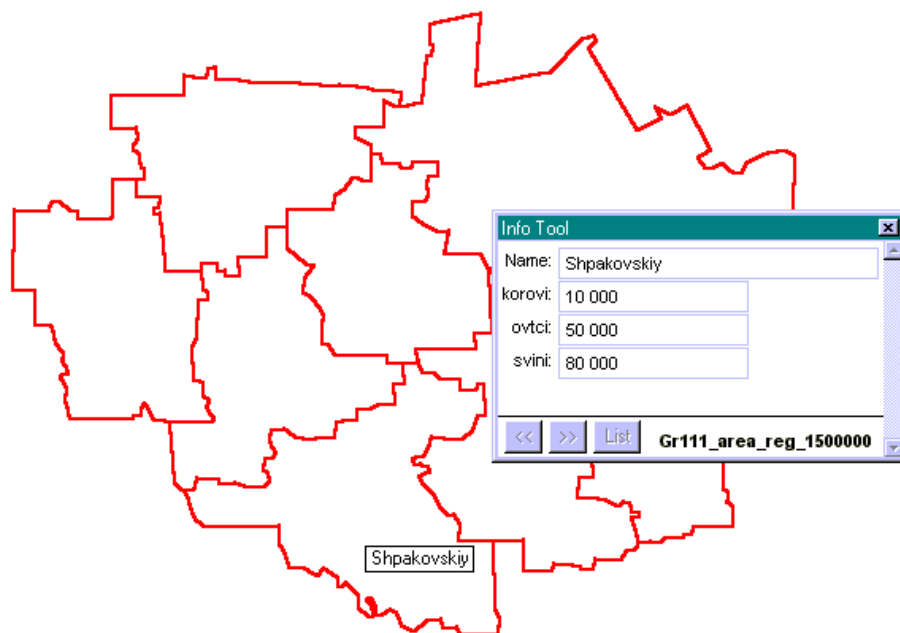 Info Tool
Name: Shpakovskiy
korovi: 10 000
ovtci: 50 000
svini: 80 000
<< >> List Gr111_area_reg_1500000
Shpakovskiy